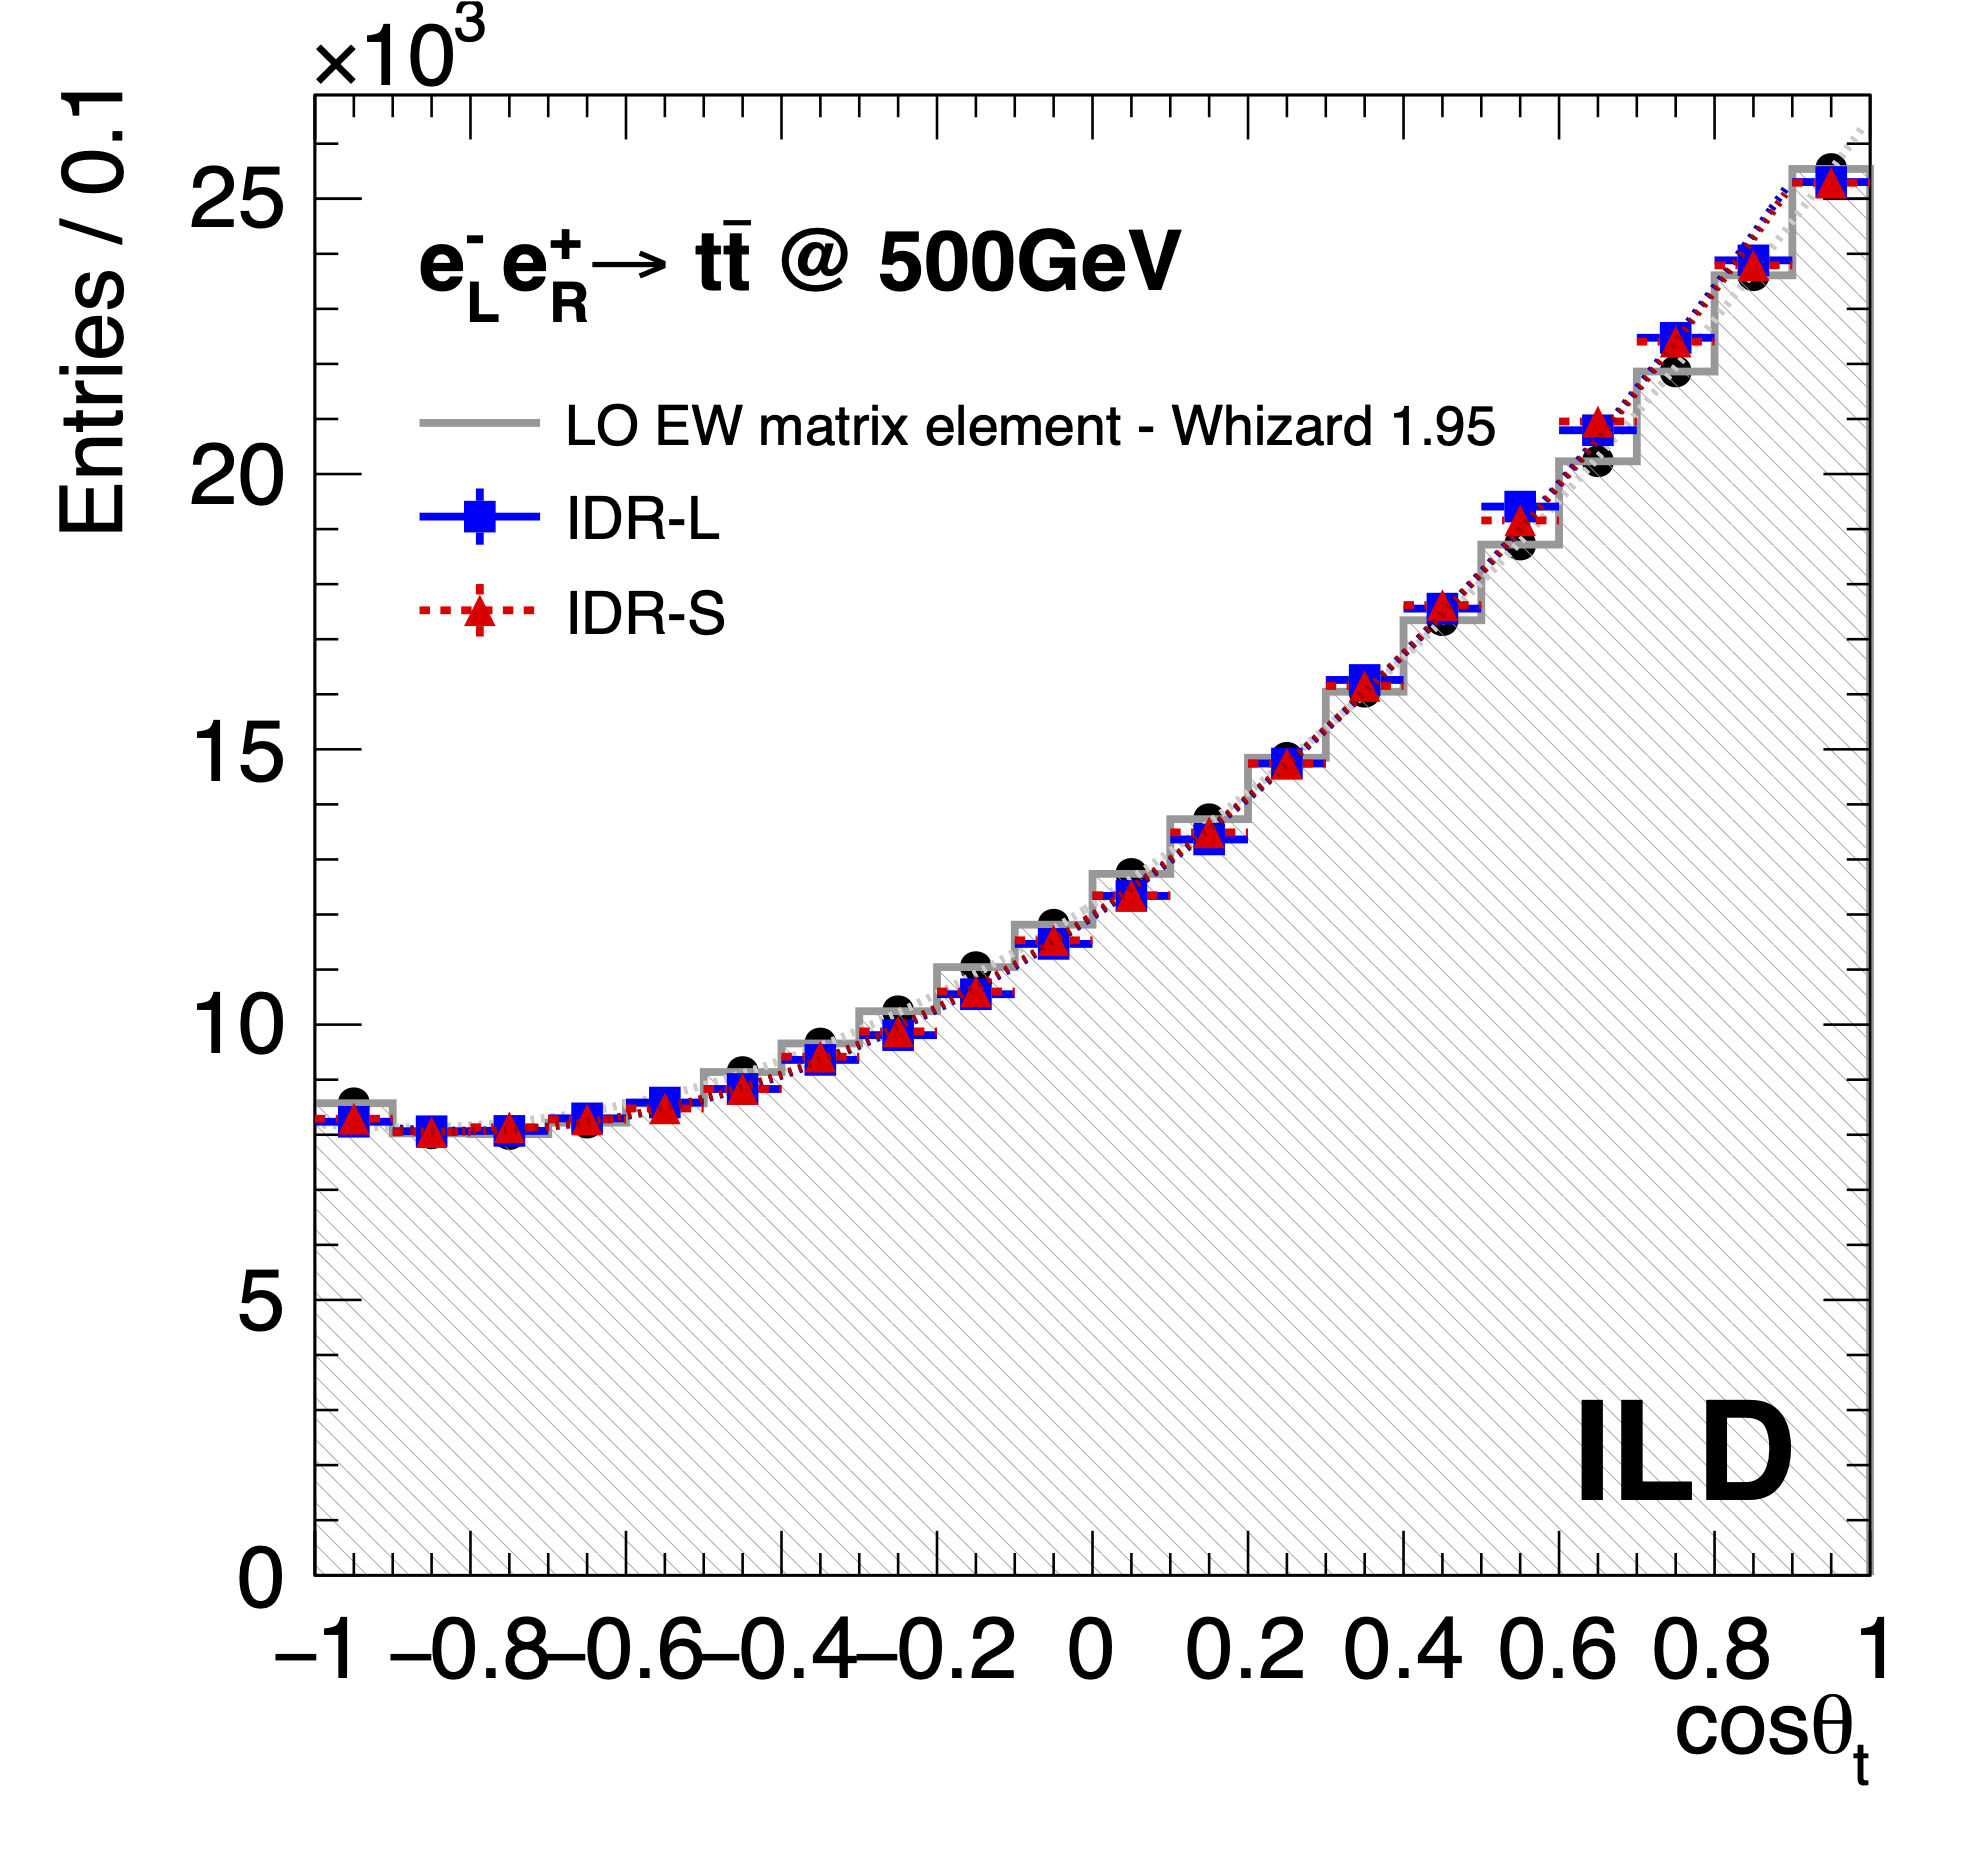 ×10³
Entries / 0.1
25
20
15
10
5
0
e⁻L e⁺R → tt̄ @ 500GeV
LO EW matrix element - Whizard 1.95
IDR-L
IDR-S
ILD
−1 −0.8 −0.6 −0.4 −0.2 0 0.2 0.4 0.6 0.8 1
cosθt